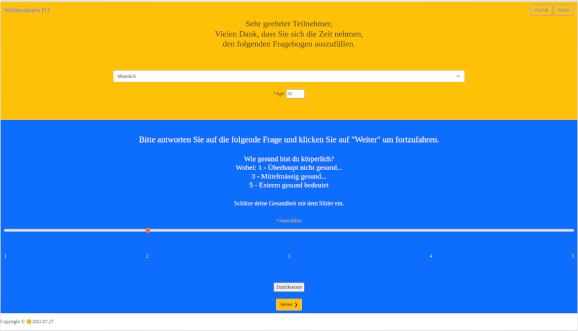 Zurück Weiter
Sehr geehrter Teilnehmer,
Vielen Dank, dass Sie sich die Zeit nehmen,
den folgenden Fragebogen auszufüllen.
Männlich
*Age:
Bitte antworten Sie auf die folgende Frage und klicken Sie auf "Weiter" um fortzufahren.
Wie gesund bist du körperlich?
Wobei: 1 - Überhaupt nicht gesund...
3 - Mittelmässig gesund...
5 - Extrem gesund bedeutet
Schätze deine Gesundheit mit dem Slider ein.
*Auswählen
1 2 3 4 5
Zurücksetzen
Weiter ❯
Copyright © 2022.07.27